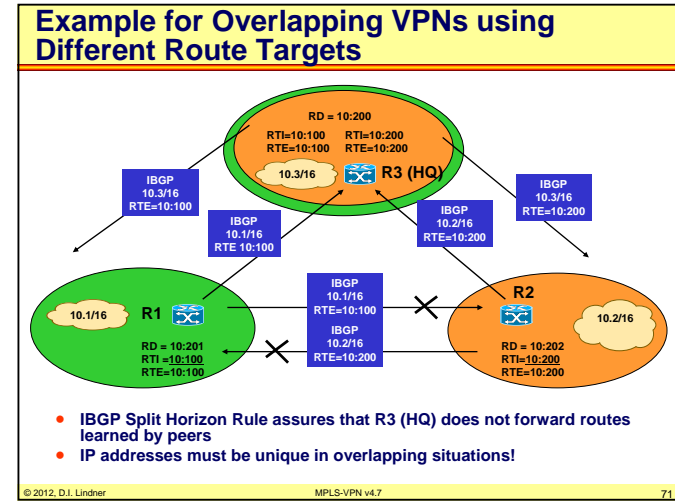 Example for Overlapping VPNs using
Different Route Targets
RD = 10:200
RTI=10:100 RTI=10:200
RTE=10:100 RTE=10:200
10.3/16
R3 (HQ)
IBGP
10.3/16
RTE=10:100
IBGP
10.1/16
RTE 10:100
IBGP
10.2/16
RTE=10:200
IBGP
10.3/16
RTE=10:200
10.1/16
R1
RD = 10:201
RTI =10:100
RTE=10:100
IBGP
10.1/16
RTE=10:100
IBGP
10.2/16
RTE=10:200
R2
10.2/16
RD = 10:202
RTI=10:200
RTE=10:200
• IBGP Split Horizon Rule assures that R3 (HQ) does not forward routes
learned by peers
• IP addresses must be unique in overlapping situations!
© 2012, D.I. Lindner MPLS-VPN v4.7 71